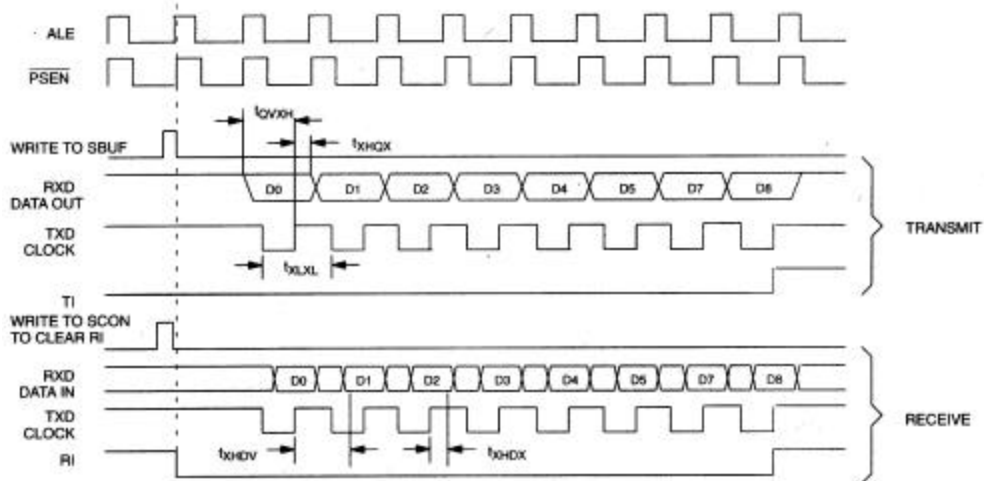 ALE
PSEN
tQVXH
tXHQX
WRITE TO SBUF
RXD
DATA OUT
D0 D1 D2 D3 D4 D5 D7 D8
TXD
CLOCK
TRANSMIT
tXLXL
TI
WRITE TO SCON
TO CLEAR RI
RXD
DATA IN
D0 D1 D2 D3 D4 D5 D7 D8
TXD
CLOCK
RECEIVE
tXHDV
tXHDX
RI